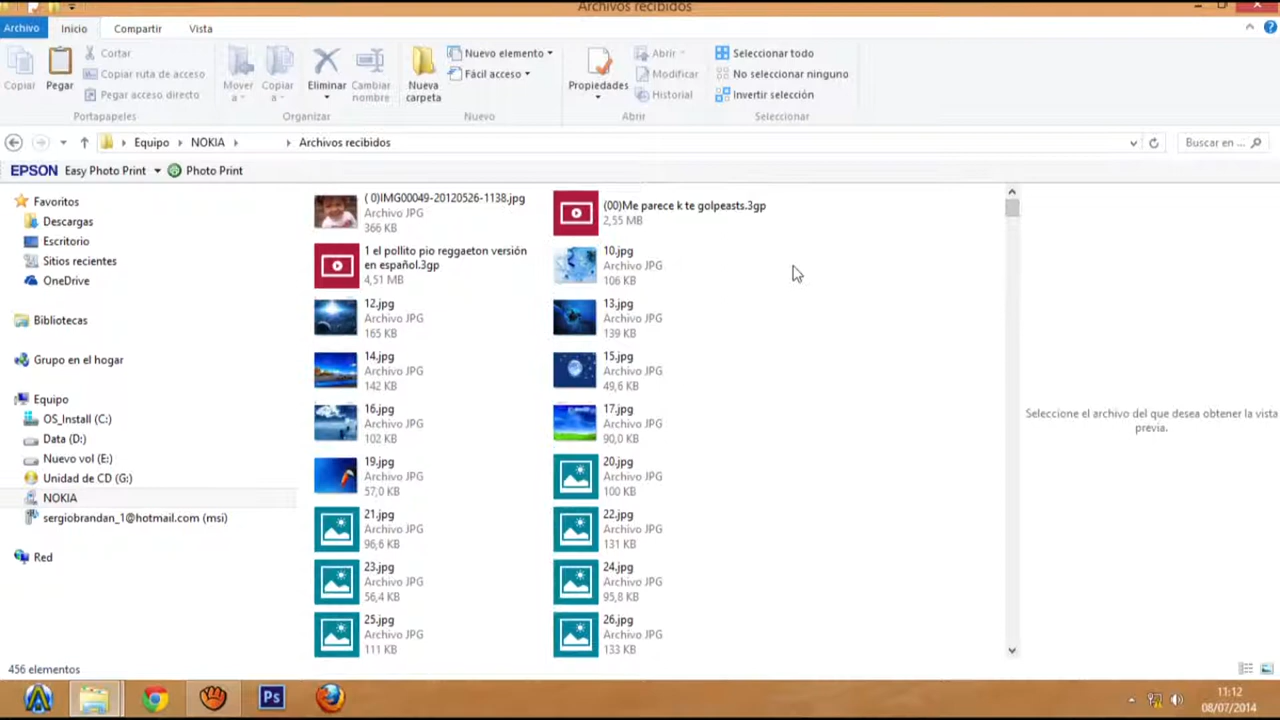 Archivos recibidos
Archivo Inicio Compartir Vista
Copiar
Pegar
Cortar
Copiar ruta de acceso
Pegar acceso directo
Portapapeles
Mover a
Copiar a
Eliminar
Cambiar nombre
Organizar
Nueva carpeta
Nuevo elemento
Fácil acceso
Nuevo
Propiedades
Abrir
Modificar
Historial
Abrir
Seleccionar todo
No seleccionar ninguno
Invertir selección
Seleccionar
Equipo NOKIA Archivos recibidos
Buscar en ...
EPSON Easy Photo Print Photo Print
Favoritos
Descargas
Escritorio
Sitios recientes
OneDrive
Bibliotecas
Grupo en el hogar
Equipo
OS_Install (C:)
Data (D:)
Nuevo vol (E:)
Unidad de CD (G:)
NOKIA
sergiobrandan_1@hotmail.com (msi)
Red
( 0)IMG00049-20120526-1138.jpg
Archivo JPG
366 KB
(00)Me parece k te golpeasts.3gp
2,55 MB
1 el pollito pio reggaeton versión
en español.3gp
4,51 MB
10.jpg
Archivo JPG
106 KB
12.jpg
Archivo JPG
165 KB
13.jpg
Archivo JPG
139 KB
14.jpg
Archivo JPG
142 KB
15.jpg
Archivo JPG
49,6 KB
16.jpg
Archivo JPG
102 KB
17.jpg
Archivo JPG
90,0 KB
19.jpg
Archivo JPG
57,0 KB
20.jpg
Archivo JPG
100 KB
21.jpg
Archivo JPG
96,6 KB
22.jpg
Archivo JPG
131 KB
23.jpg
Archivo JPG
56,4 KB
24.jpg
Archivo JPG
95,8 KB
25.jpg
Archivo JPG
111 KB
26.jpg
Archivo JPG
133 KB
Seleccione el archivo del que desea obtener la vista
previa.
456 elementos
Ps
11:12
08/07/2014